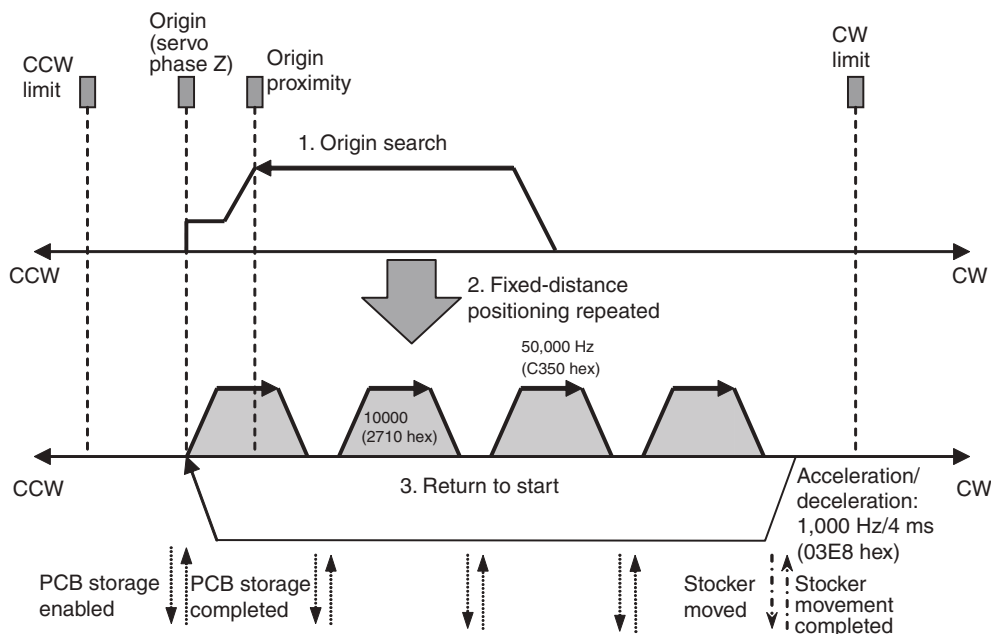 Origin
(servo
phase Z)
CCW
limit
Origin
proximity
CW
limit
1. Origin search
CCW
CW
2. Fixed-distance
positioning repeated
50,000 Hz
(C350 hex)
10000
(2710 hex)
CCW
CW
3. Return to start
Acceleration/
deceleration:
1,000 Hz/4 ms
(03E8 hex)
PCB storage
enabled
PCB storage
completed
Stocker
moved
Stocker
movement
completed